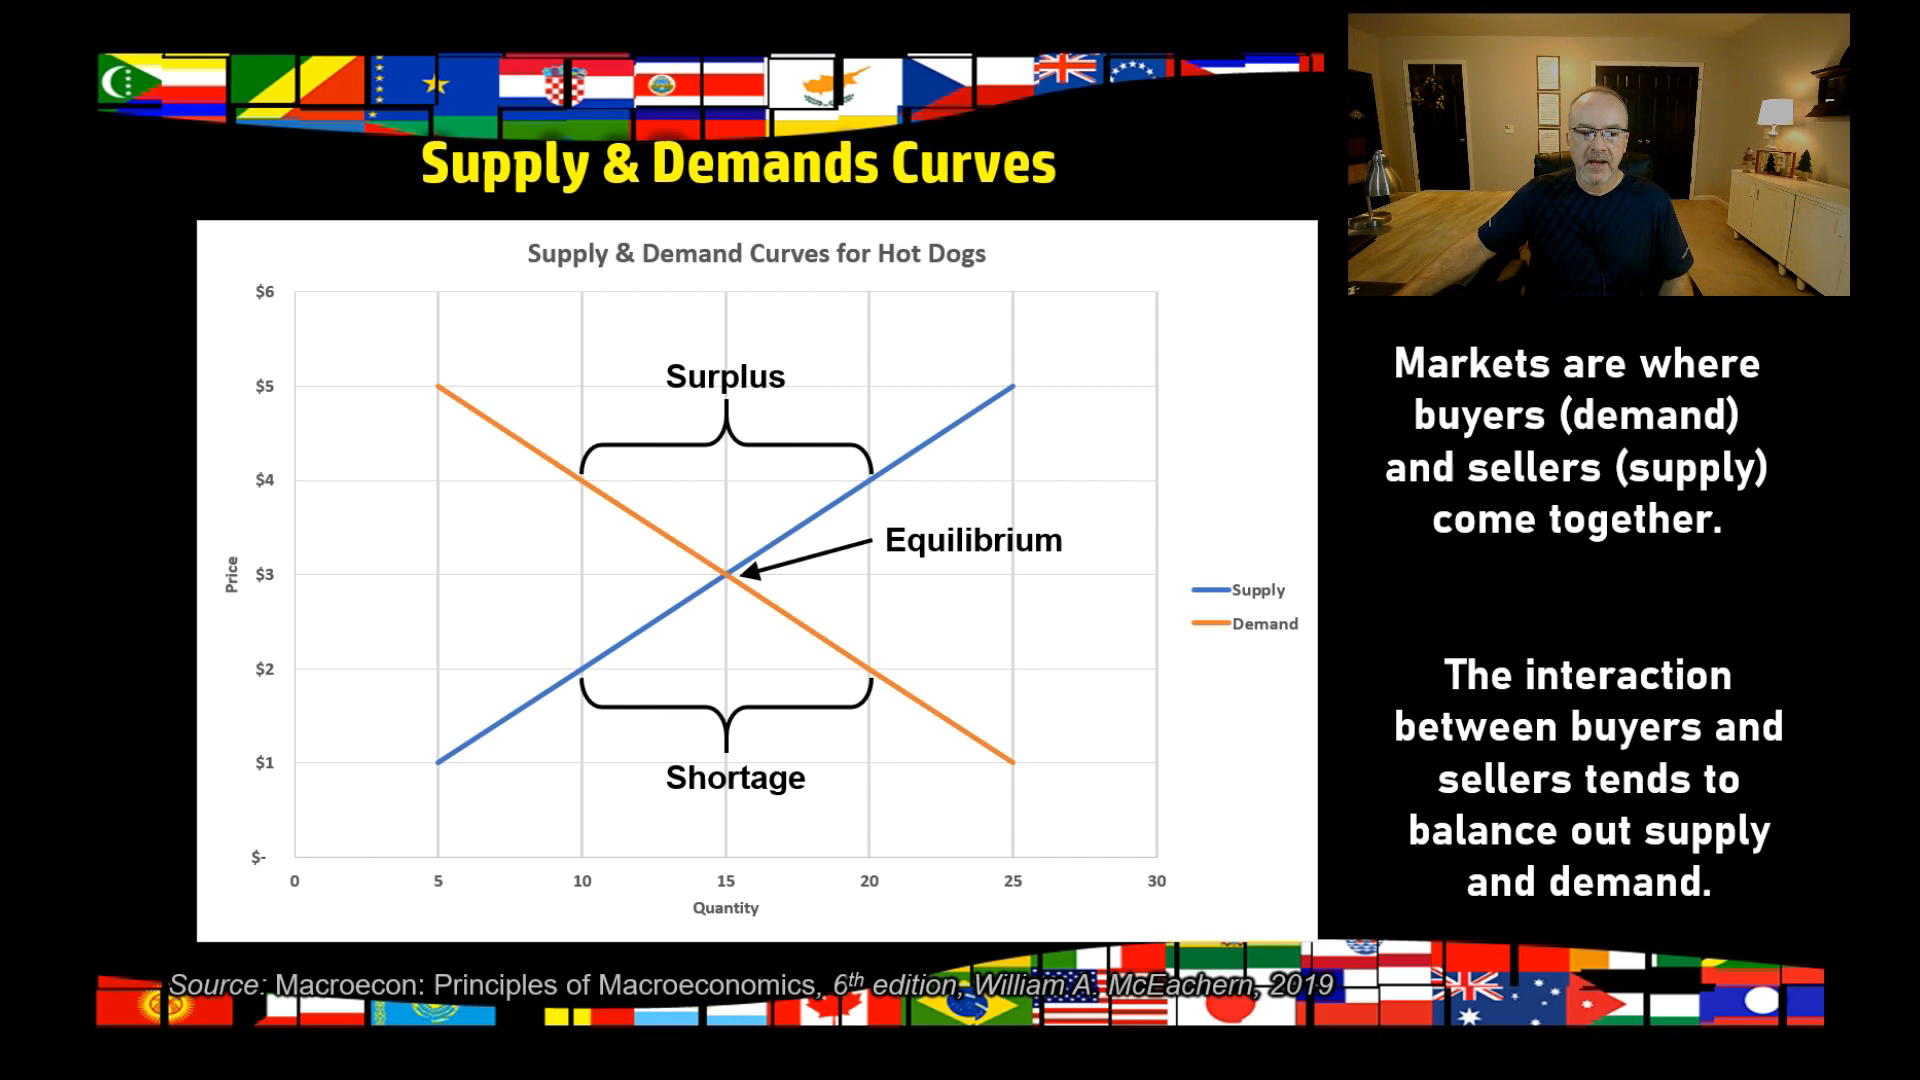 Supply & Demands Curves
Supply & Demand Curves for Hot Dogs
$6
$5
$4
$3
$2
$1
$-
Price
0 5 10 15 20 25 30
Quantity
Surplus
Equilibrium
Shortage
Supply
Demand
Markets are where
buyers (demand)
and sellers (supply)
come together.
The interaction
between buyers and
sellers tends to
balance out supply
and demand.
Source: Macroecon: Principles of Macroeconomics, 6th edition, William A. McEachern, 2019